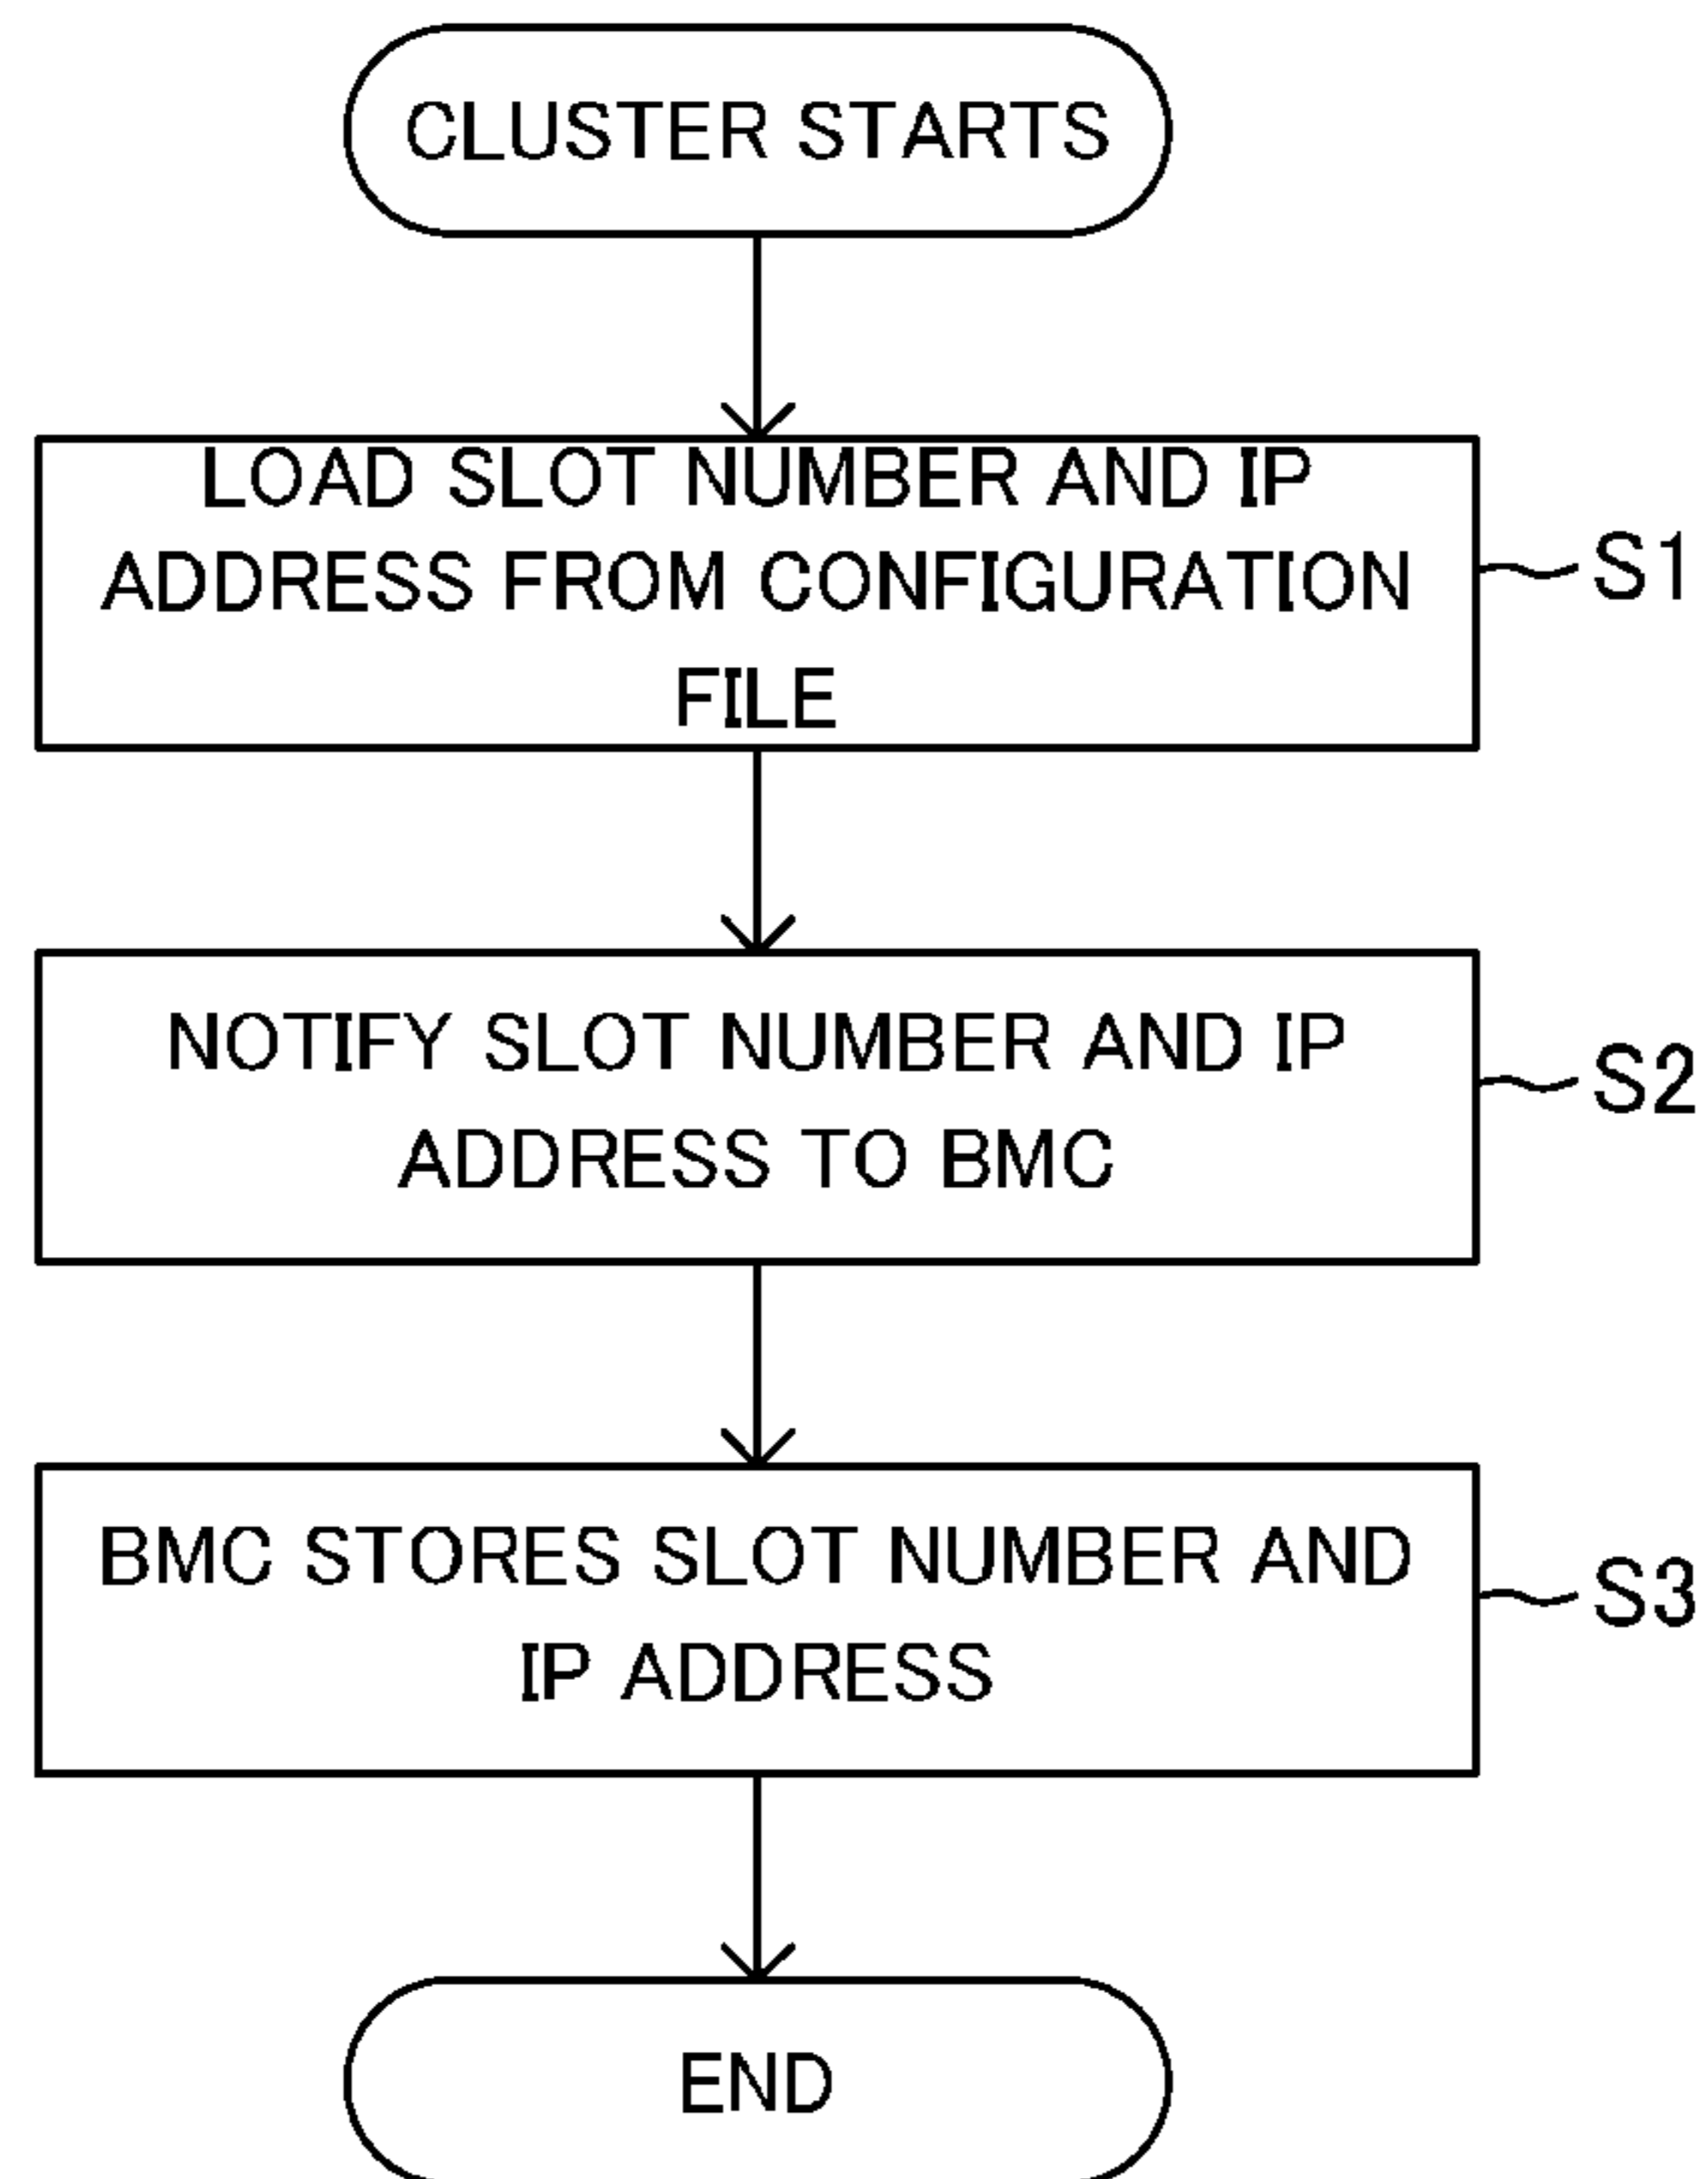 CLUSTER STARTS
LOAD SLOT NUMBER AND IP
ADDRESS FROM CONFIGURATION
FILE
S1
NOTIFY SLOT NUMBER AND IP
ADDRESS TO BMC
S2
BMC STORES SLOT NUMBER AND
IP ADDRESS
S3
END